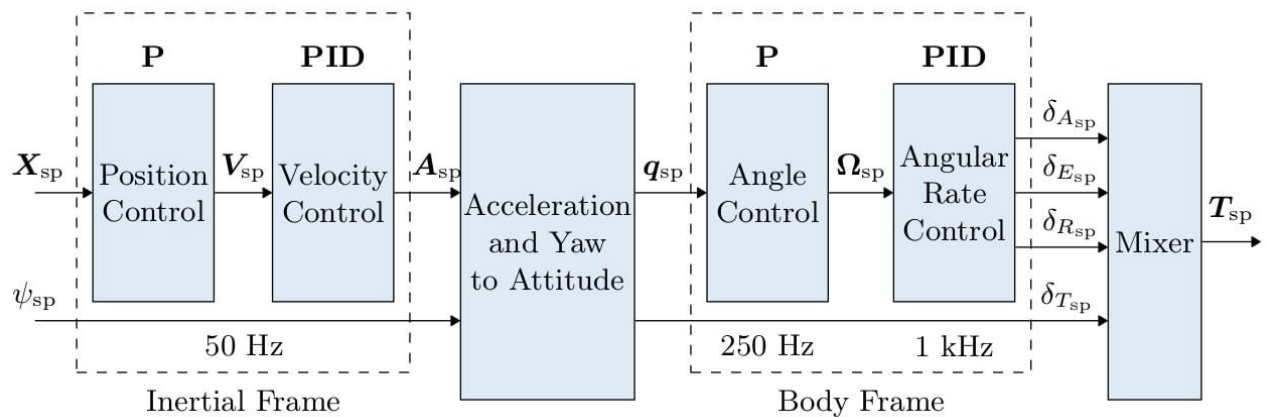 P
PID
P
PID
X_sp
Position
Control
V_sp
Velocity
Control
A_sp
Acceleration
and Yaw
to Attitude
q_sp
Angle
Control
Ω_sp
Angular
Rate
Control
δ_A_sp
δ_E_sp
δ_R_sp
δ_T_sp
Mixer
T_sp
ψ_sp
50 Hz
250 Hz
1 kHz
Inertial Frame
Body Frame